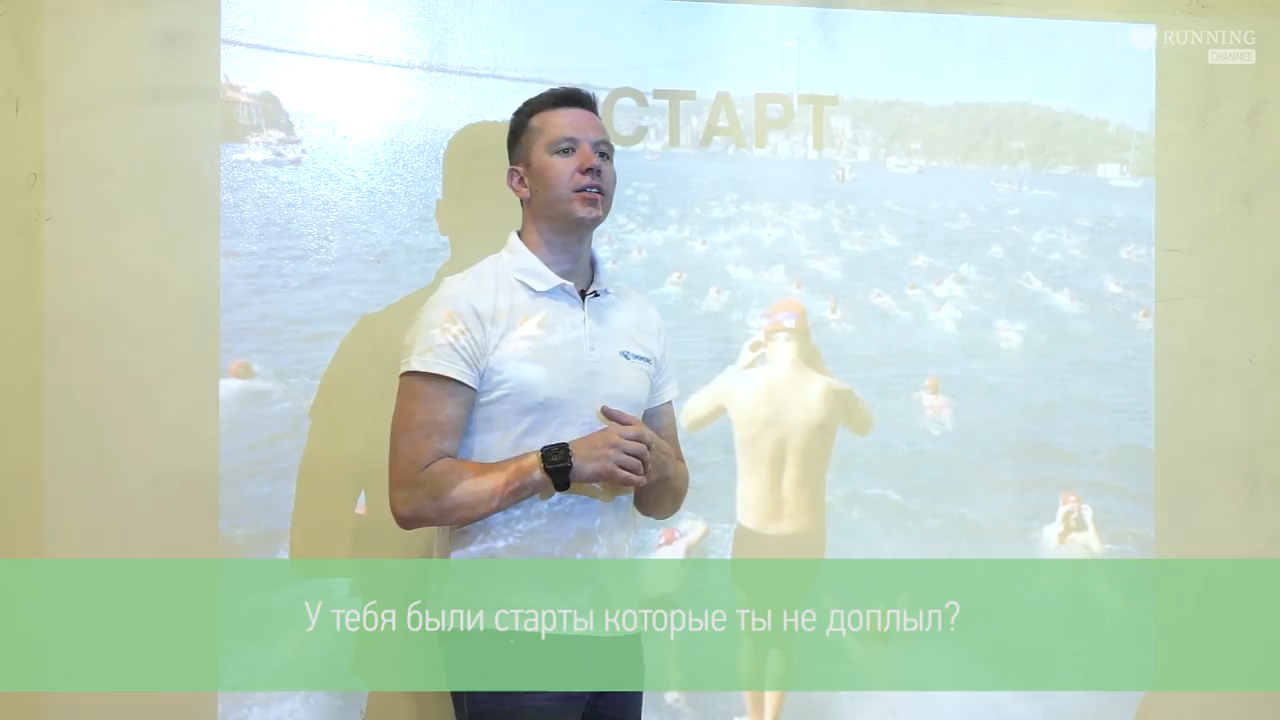 RUNNING
CHANNEL
СТАРТ
У тебя были старты которые ты не доплыл?